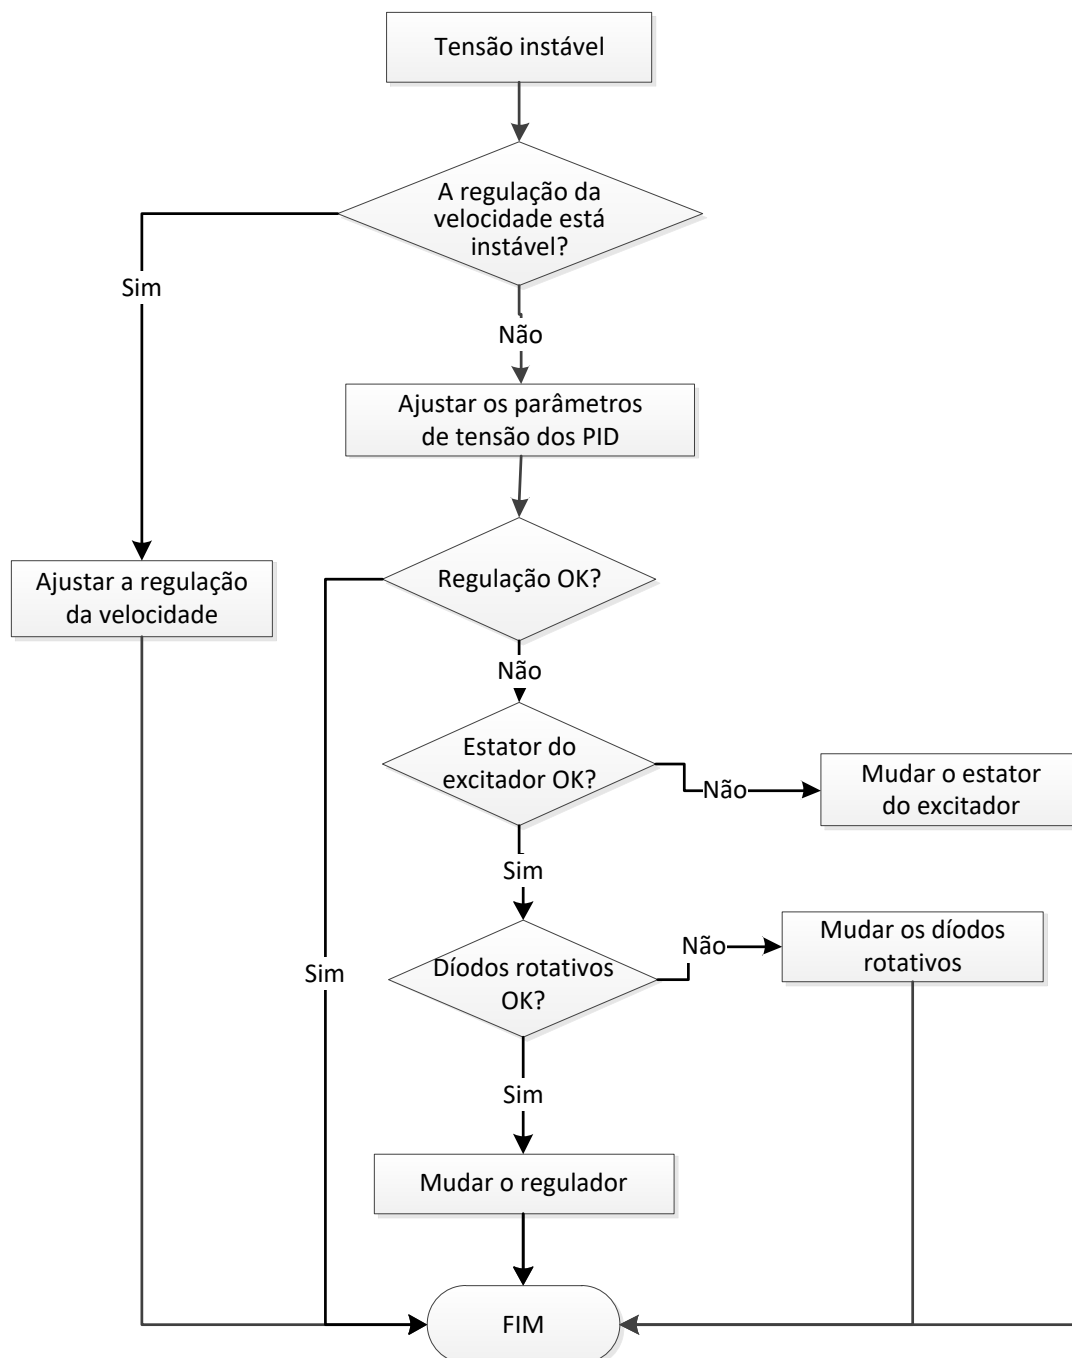 Tensão instável
A regulação da
velocidade está
instável?
Sim
Não
Ajustar os parâmetros
de tensão dos PID
Ajustar a regulação
da velocidade
Regulação OK?
Não
Estator do
excitador OK?
Não
Mudar o estator
do excitador
Sim
Sim
Díodos rotativos
OK?
Não
Mudar os díodos
rotativos
Sim
Mudar o regulador
FIM